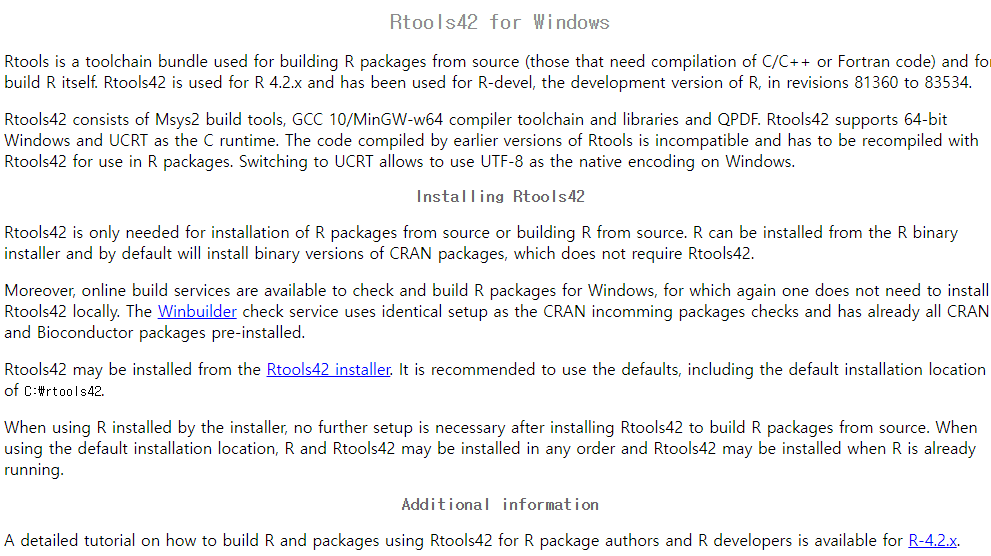 Rtools42 for Windows
Rtools is a toolchain bundle used for building R packages from source (those that need compilation of C/C++ or Fortran code) and for
build R itself. Rtools42 is used for R 4.2.x and has been used for R-devel, the development version of R, in revisions 81360 to 83534.
Rtools42 consists of Msys2 build tools, GCC 10/MinGW-w64 compiler toolchain and libraries and QPDF. Rtools42 supports 64-bit
Windows and UCRT as the C runtime. The code compiled by earlier versions of Rtools is incompatible and has to be recompiled with
Rtools42 for use in R packages. Switching to UCRT allows to use UTF-8 as the native encoding on Windows.
Installing Rtools42
Rtools42 is only needed for installation of R packages from source or building R from source. R can be installed from the R binary
installer and by default will install binary versions of CRAN packages, which does not require Rtools42.
Moreover, online build services are available to check and build R packages for Windows, for which again one does not need to install
Rtools42 locally. The Winbuilder check service uses identical setup as the CRAN incomming packages checks and has already all CRAN
and Bioconductor packages pre-installed.
Rtools42 may be installed from the Rtools42 installer. It is recommended to use the defaults, including the default installation location
of C:₩rtools42.
When using R installed by the installer, no further setup is necessary after installing Rtools42 to build R packages from source. When
using the default installation location, R and Rtools42 may be installed in any order and Rtools42 may be installed when R is already
running.
Additional information
A detailed tutorial on how to build R and packages using Rtools42 for R package authors and R developers is available for R-4.2.x.